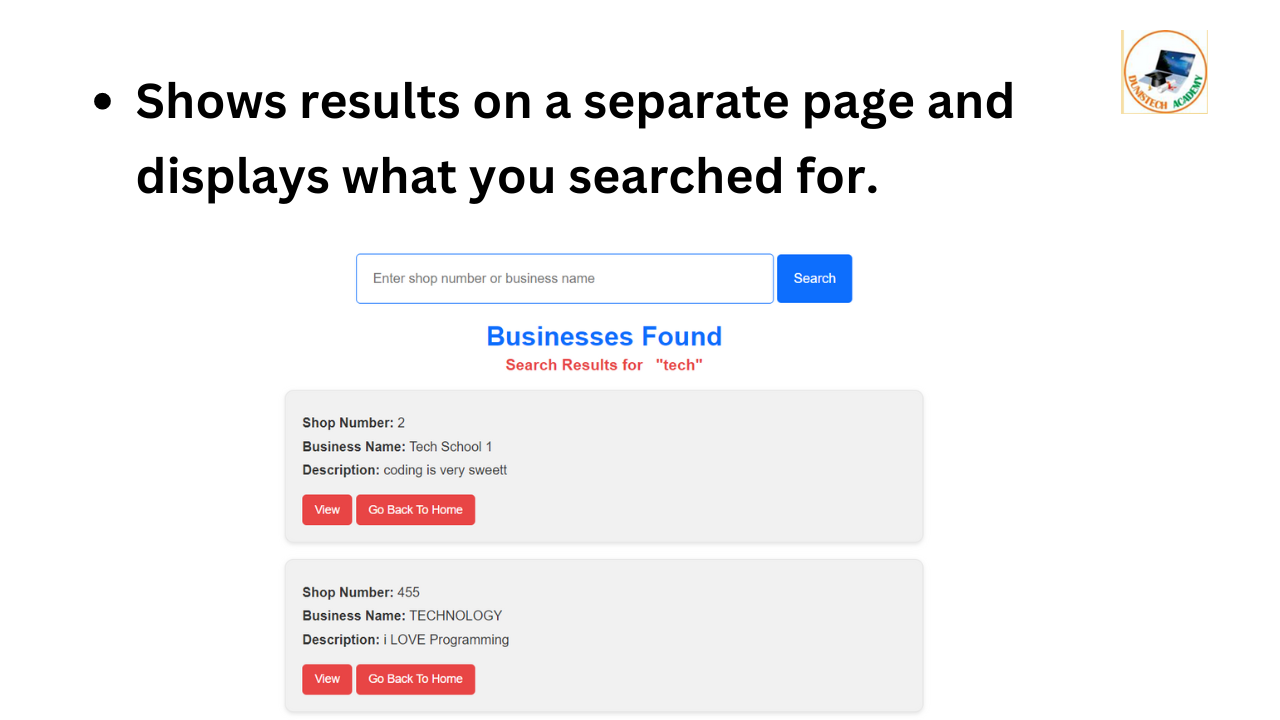 • Shows results on a separate page and
displays what you searched for.
DUMSTECH ACADEMY
Enter shop number or business name Search
Businesses Found
Search Results for "tech"
Shop Number: 2
Business Name: Tech School 1
Description: coding is very sweett
View Go Back To Home
Shop Number: 455
Business Name: TECHNOLOGY
Description: i LOVE Programming
View Go Back To Home